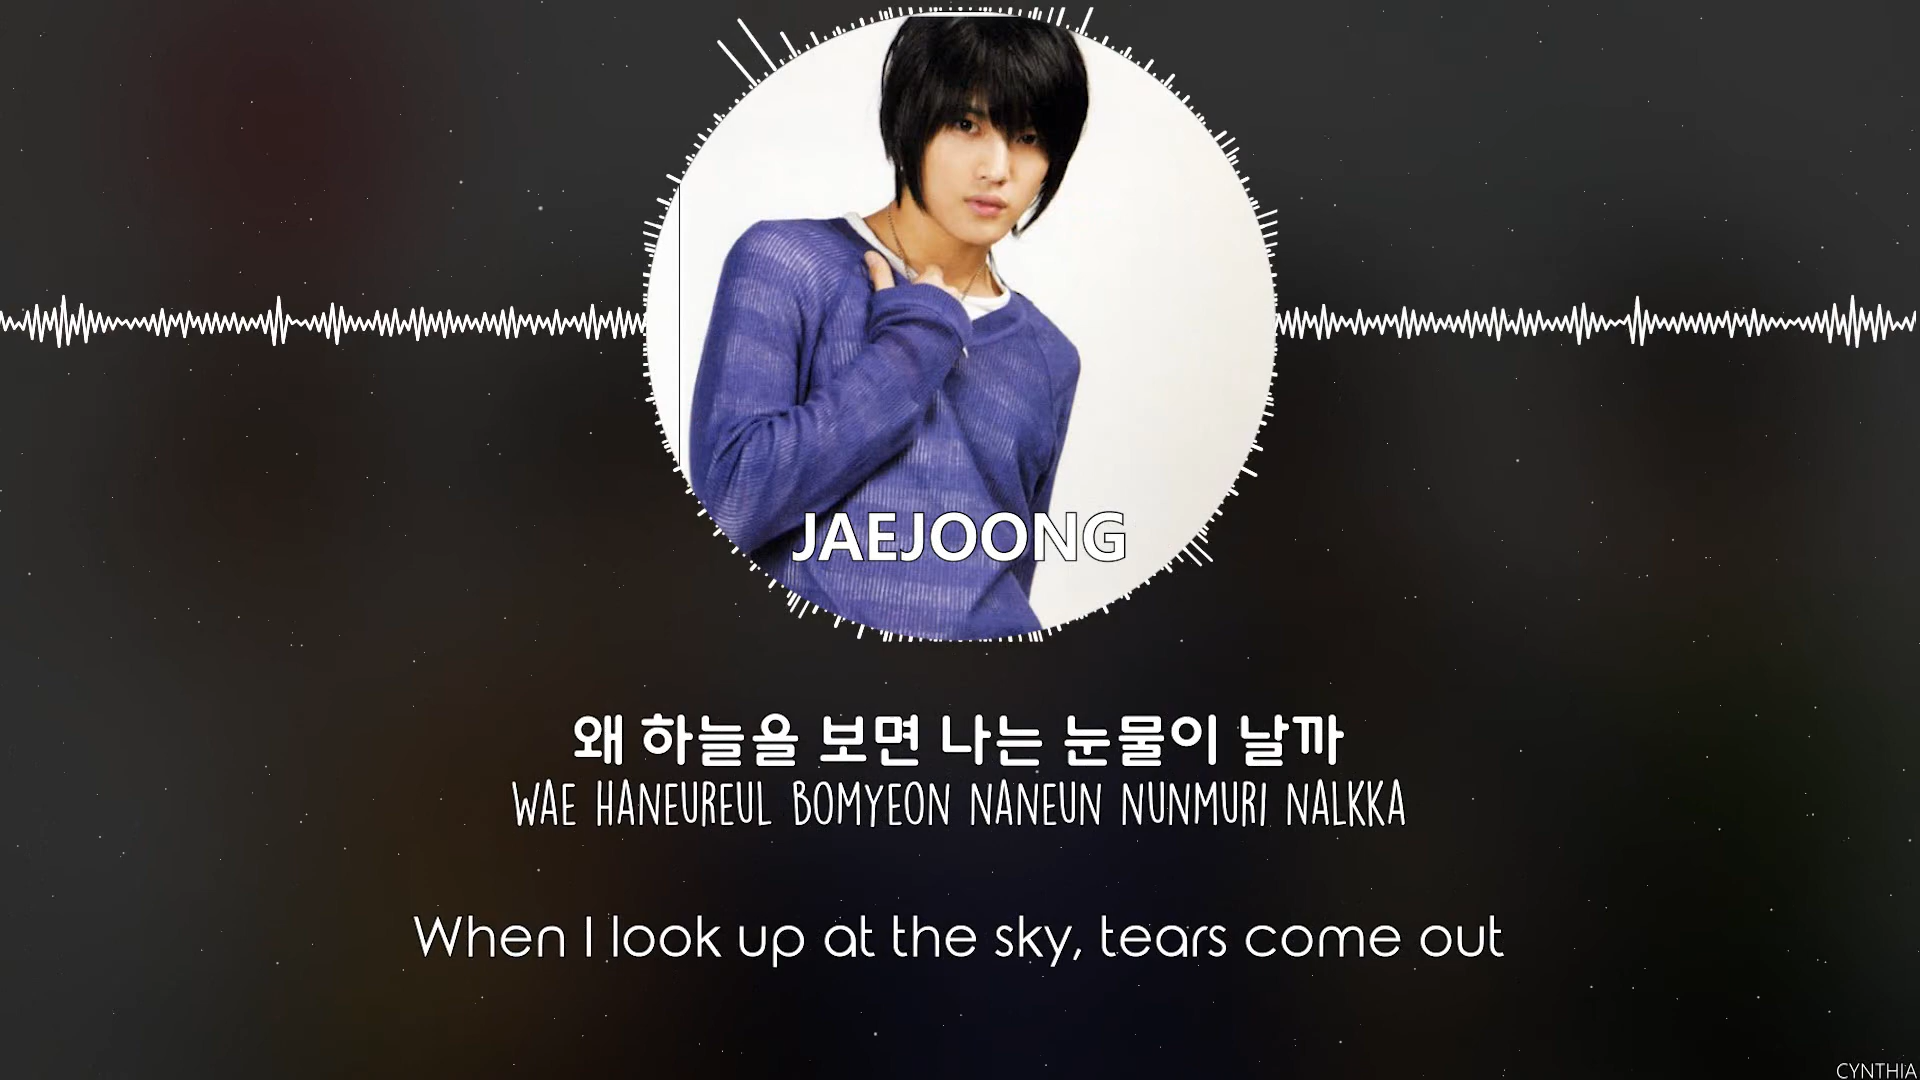 JAEJOONG
왜 하늘을 보면 나는 눈물이 날까
WAE HANEUREUL BOMYEON NANEUN NUNMURI NALKKA
When I look up at the sky, tears come out
CYNTHIA